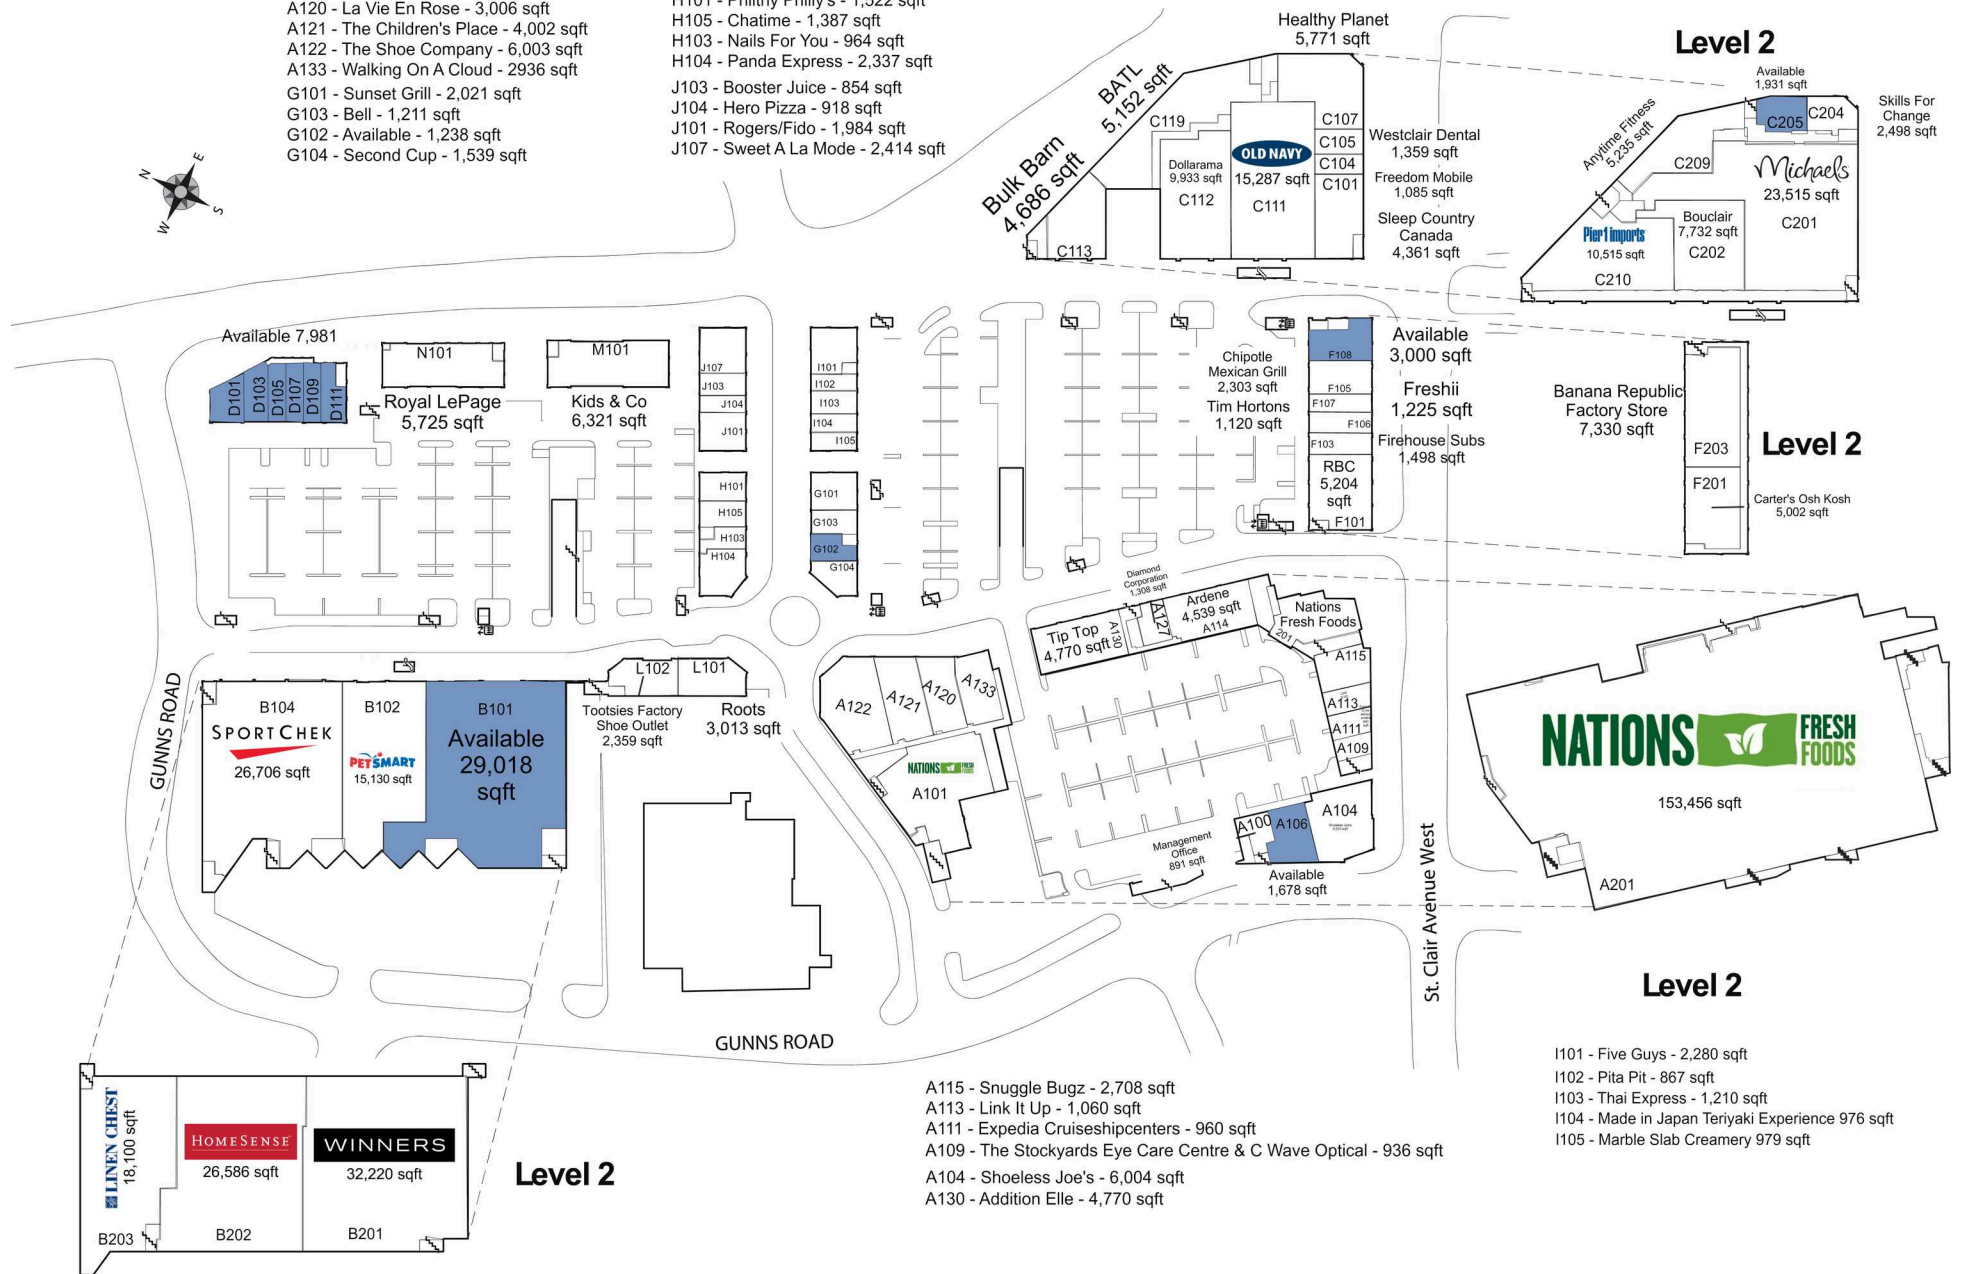 A120 - La Vie En Rose - 3,006 sqft
A121 - The Children's Place - 4,002 sqft
A122 - The Shoe Company - 6,003 sqft
A133 - Walking On A Cloud - 2936 sqft
G101 - Sunset Grill - 2,021 sqft
G103 - Bell - 1,211 sqft
G102 - Available - 1,238 sqft
G104 - Second Cup - 1,539 sqft
H101 - Philthy Philly's - 1,522 sqft
H105 - Chatime - 1,387 sqft
H103 - Nails For You - 964 sqft
H104 - Panda Express - 2,337 sqft
J103 - Booster Juice - 854 sqft
J104 - Hero Pizza - 918 sqft
J101 - Rogers/Fido - 1,984 sqft
J107 - Sweet A La Mode - 2,414 sqft
N
E
S
W
Healthy Planet
5,771 sqft
BATL
5,152 sqft
Bulk Barn
4,686 sqft
C119
Dollarama
9,933 sqft
C112
OLD NAVY
15,287 sqft
C111
C107
C105
C104
C101
C113
Westclair Dental
1,359 sqft
Freedom Mobile
1,085 sqft
Sleep Country
Canada
4,361 sqft
Level 2
Available
1,931 sqft
C205
C204
Skills For
Change
2,498 sqft
Anytime Fitness
5,235 sqft
C209
Michaels
23,515 sqft
C201
Bouclair
7,732 sqft
C202
Pier 1 imports
10,515 sqft
C210
Available 7,981
D101
D103
D105
D107
D109
D111
N101
Royal LePage
5,725 sqft
M101
Kids & Co
6,321 sqft
J107
J103
J104
J101
I101
I102
I103
I104
I105
H101
H105
H103
H104
G101
G103
G102
G104
Chipotle
Mexican Grill
2,303 sqft
Tim Hortons
1,120 sqft
F108
F105
F107
F106
F103
RBC
5,204
sqft
F101
Available
3,000 sqft
Freshii
1,225 sqft
Firehouse Subs
1,498 sqft
Banana Republic
Factory Store
7,330 sqft
F203
F201
Level 2
Carter's Osh Kosh
5,002 sqft
GUNNS ROAD
B104
SPORT CHEK
26,706 sqft
B102
PETSMART
15,130 sqft
B101
Available
29,018
sqft
L102
L101
Tootsies Factory
Shoe Outlet
2,359 sqft
Roots
3,013 sqft
A122
A121
A120
A133
NATIONS FRESH FOODS
A101
Diamond
Corporation
1,308 sqft
Tip Top
4,770 sqft
A130
A127
Ardene
4,539 sqft
A114
Nations
Fresh Foods
201
A115
A113
A111
A109
A104
A100
A106
Management
Office
891 sqft
Available
1,678 sqft
St. Clair Avenue West
NATIONS FRESH FOODS
153,456 sqft
A201
Level 2
GUNNS ROAD
LINEN CHEST
18,100 sqft
B203
HOMESENSE
26,586 sqft
B202
WINNERS
32,220 sqft
B201
Level 2
A115 - Snuggle Bugz - 2,708 sqft
A113 - Link It Up - 1,060 sqft
A111 - Expedia Cruiseshipcenters - 960 sqft
A109 - The Stockyards Eye Care Centre & C Wave Optical - 936 sqft
A104 - Shoeless Joe's - 6,004 sqft
A130 - Addition Elle - 4,770 sqft
I101 - Five Guys - 2,280 sqft
I102 - Pita Pit - 867 sqft
I103 - Thai Express - 1,210 sqft
I104 - Made in Japan Teriyaki Experience 976 sqft
I105 - Marble Slab Creamery 979 sqft